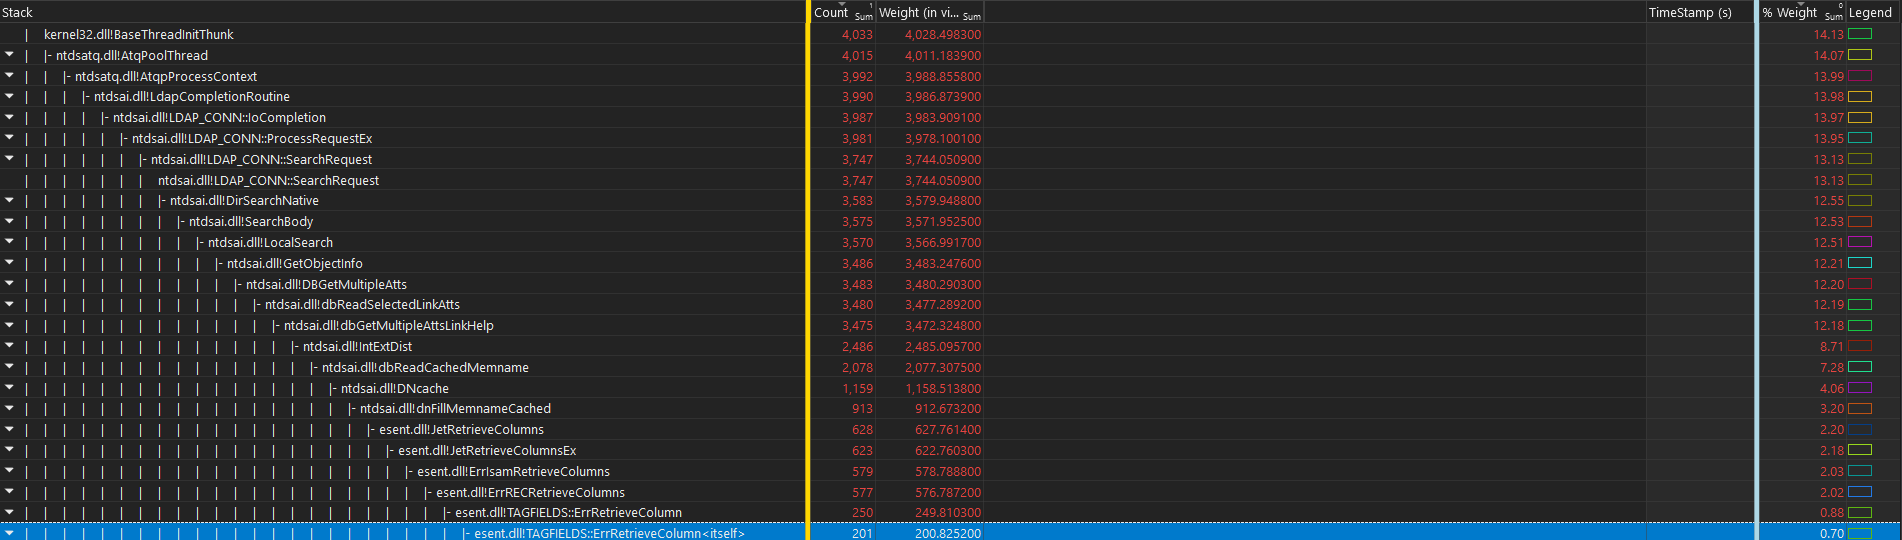 Stack Count 1 Sum Weight (in vi... Sum TimeStamp (s) % Weight 0 Sum Legend
| kernel32.dll!BaseThreadInitThunk 4,033 4,028.498300 14.13
| |- ntdsatq.dll!AtqPoolThread 4,015 4,011.183900 14.07
| | |- ntdsatq.dll!AtqpProcessContext 3,992 3,988.855800 13.99
| | | |- ntdsai.dll!LdapCompletionRoutine 3,990 3,986.873900 13.98
| | | | |- ntdsai.dll!LDAP_CONN::IoCompletion 3,987 3,983.909100 13.97
| | | | | |- ntdsai.dll!LDAP_CONN::ProcessRequestEx 3,981 3,978.100100 13.95
| | | | | | |- ntdsai.dll!LDAP_CONN::SearchRequest 3,747 3,744.050900 13.13
| | | | | | | ntdsai.dll!LDAP_CONN::SearchRequest 3,747 3,744.050900 13.13
| | | | | | | |- ntdsai.dll!DirSearchNative 3,583 3,579.948800 12.55
| | | | | | | | |- ntdsai.dll!SearchBody 3,575 3,571.952500 12.53
| | | | | | | | | |- ntdsai.dll!LocalSearch 3,570 3,566.991700 12.51
| | | | | | | | | | |- ntdsai.dll!GetObjectInfo 3,486 3,483.247600 12.21
| | | | | | | | | | | |- ntdsai.dll!DBGetMultipleAtts 3,483 3,480.290300 12.20
| | | | | | | | | | | | |- ntdsai.dll!dbReadSelectedLinkAtts 3,480 3,477.289200 12.19
| | | | | | | | | | | | | |- ntdsai.dll!dbGetMultipleAttsLinkHelp 3,475 3,472.324800 12.18
| | | | | | | | | | | | | | |- ntdsai.dll!IntExtDist 2,486 2,485.095700 8.71
| | | | | | | | | | | | | | | |- ntdsai.dll!dbReadCachedMemname 2,078 2,077.307500 7.28
| | | | | | | | | | | | | | | | |- ntdsai.dll!DNcache 1,159 1,158.513800 4.06
| | | | | | | | | | | | | | | | | |- ntdsai.dll!dnFillMemnameCached 913 912.673200 3.20
| | | | | | | | | | | | | | | | | | |- esent.dll!JetRetrieveColumns 628 627.761400 2.20
| | | | | | | | | | | | | | | | | | | |- esent.dll!JetRetrieveColumnsEx 623 622.760300 2.18
| | | | | | | | | | | | | | | | | | | | |- esent.dll!ErrIsamRetrieveColumns 579 578.788800 2.03
| | | | | | | | | | | | | | | | | | | | | |- esent.dll!ErrRECRetrieveColumns 577 576.787200 2.02
| | | | | | | | | | | | | | | | | | | | | | |- esent.dll!TAGFIELDS::ErrRetrieveColumn 250 249.810300 0.88
| | | | | | | | | | | | | | | | | | | | | | | |- esent.dll!TAGFIELDS::ErrRetrieveColumn<itself> 201 200.825200 0.70